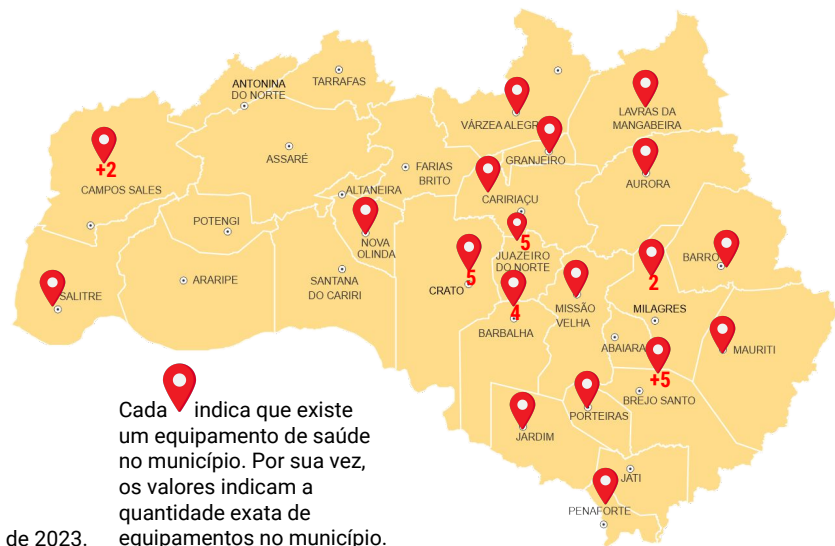 ANTONINA
DO NORTE
TARRAFAS
VÁRZEA ALEGR
LAVRAS DA
MANGABEIRA
GRANJEIRO
+2
CAMPOS SALES
ASSARÉ
FARIAS
BRITO
AURORA
ALTANEIRA
CARIRIAÇU
POTENGI
NOVA
OLINDA
5
JUAZEIRO
DO NORTE
BARRO
SALITRE
ARARIPE
SANTANA
DO CARIRI
5
CRATO
4
BARBALHA
MISSÃO
VELHA
2
MILAGRES
ABAIARA
MAURITI
+5
BREJO SANTO
PORTEIRAS
JARDIM
JATI
PENAFORTE
Cada indica que existe
um equipamento de saúde
no município. Por sua vez,
os valores indicam a
quantidade exata de
de 2023. equipamentos no município.